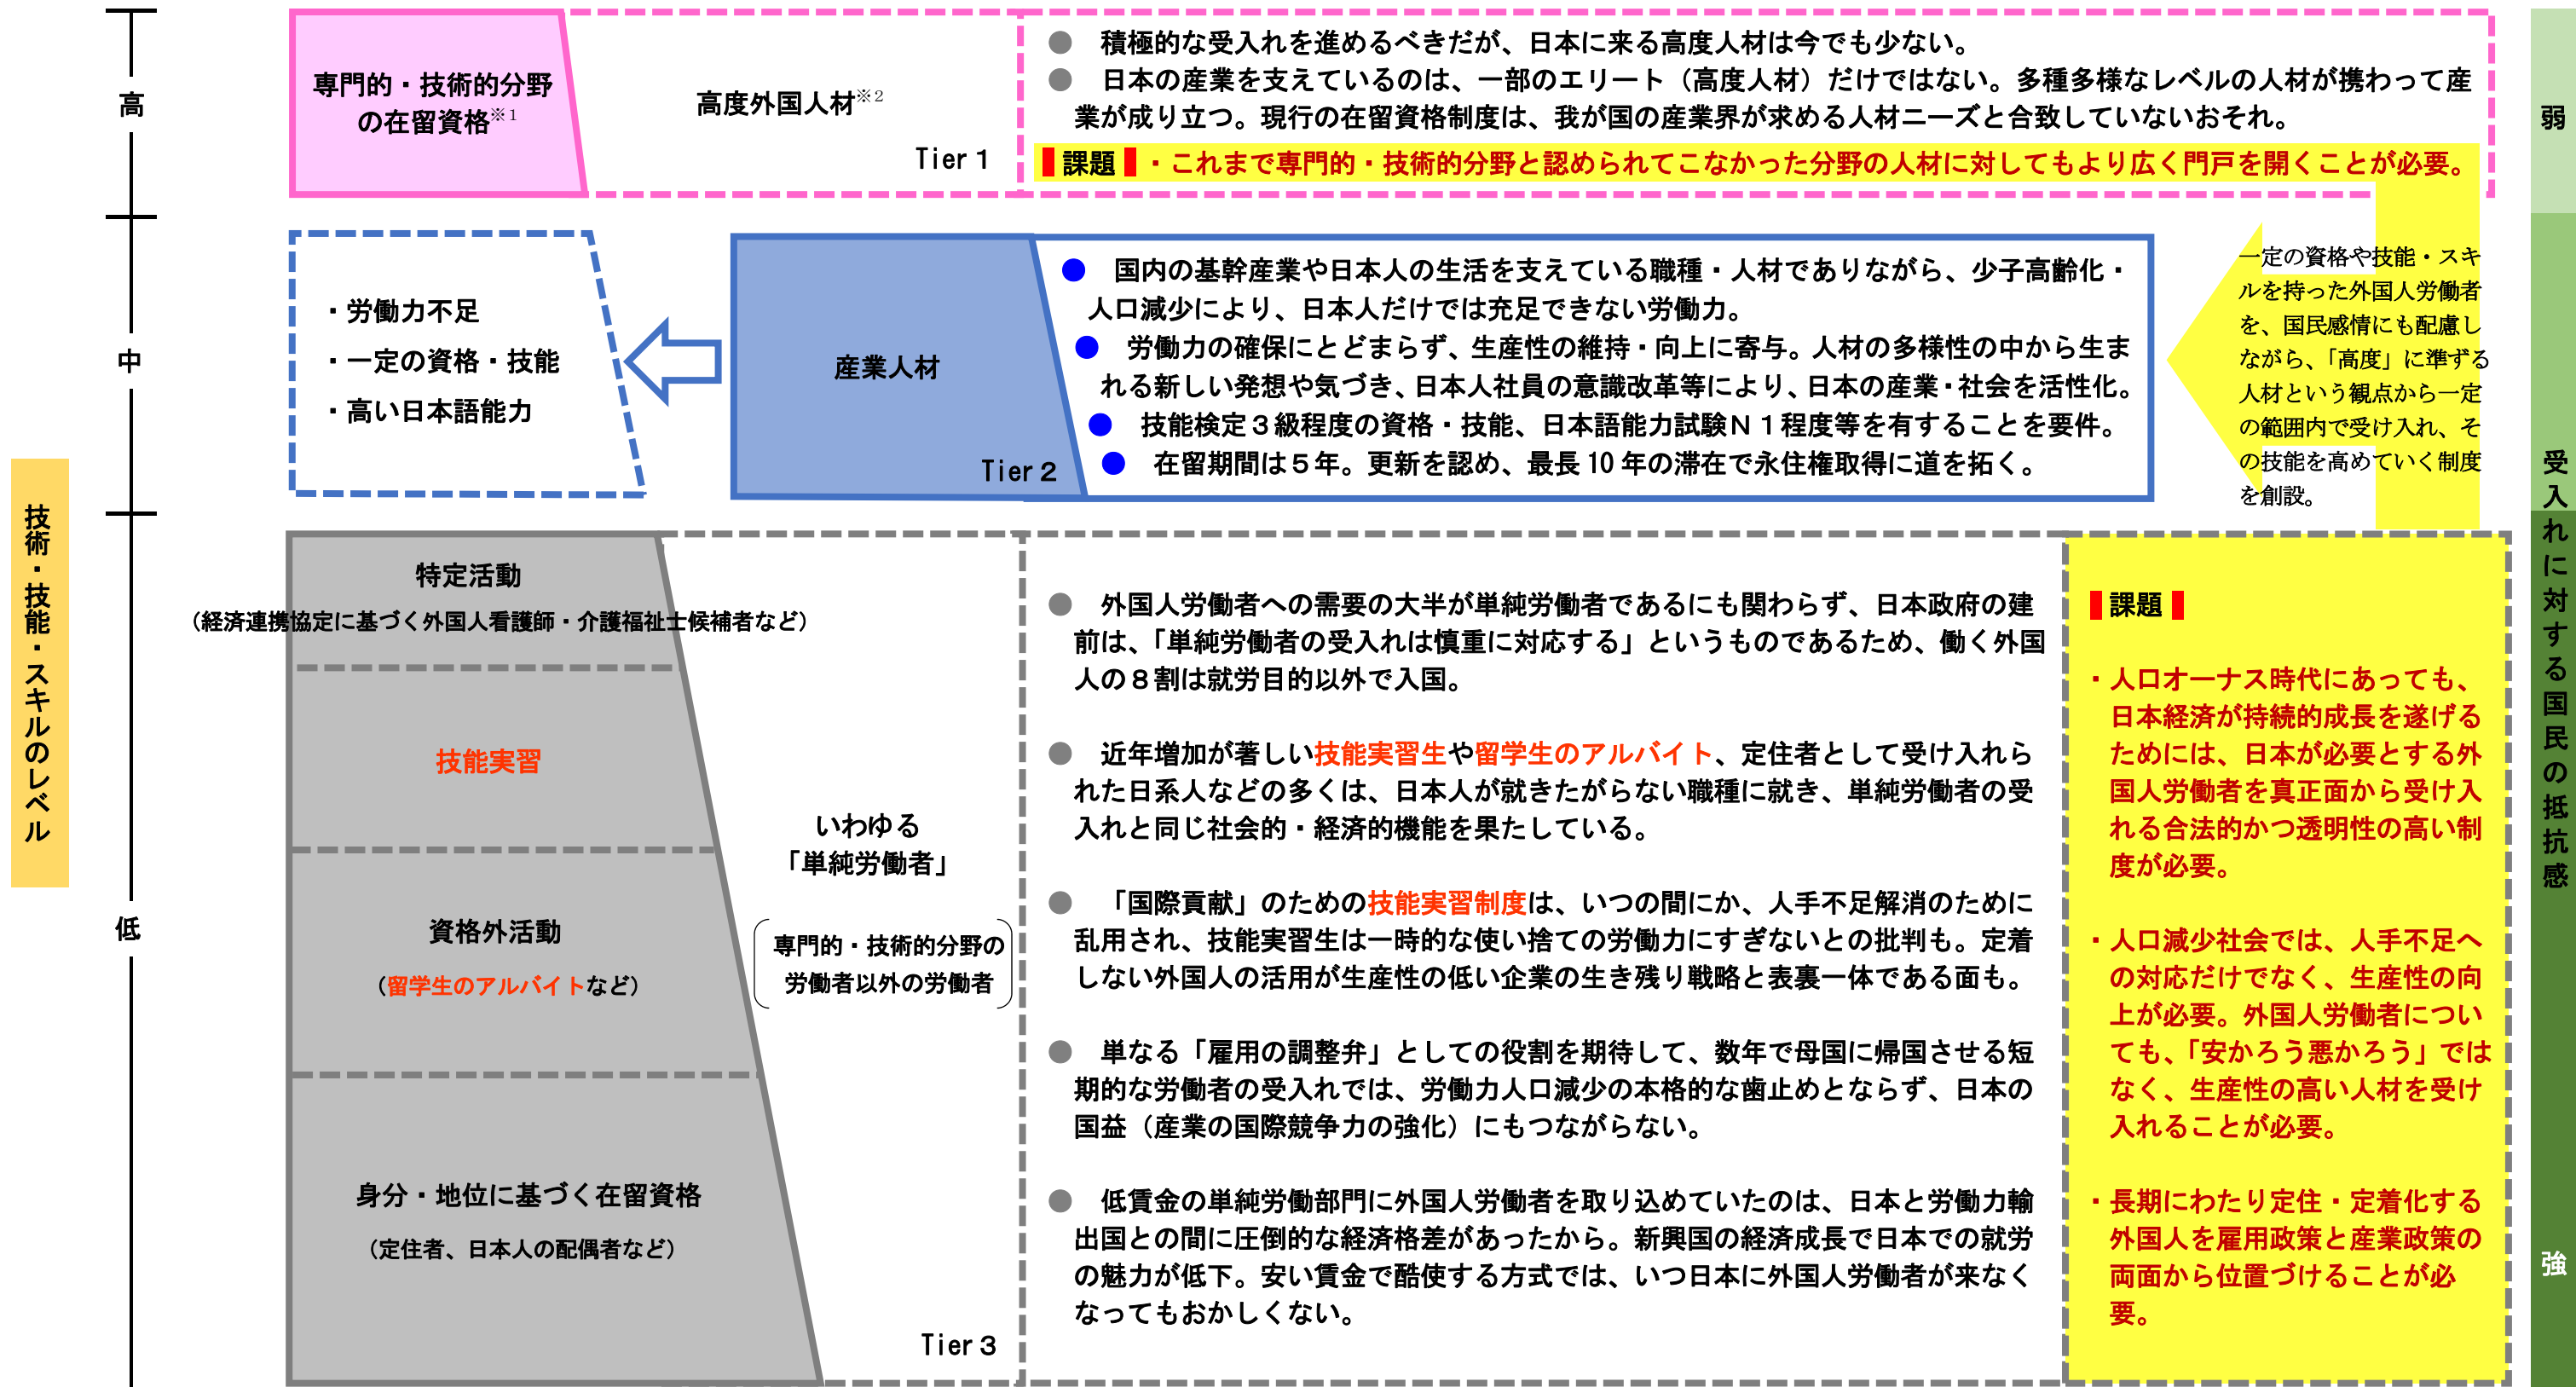 技術・技能・スキルのレベル
高
中
低
専門的・技術的分野
の在留資格※1
高度外国人材※2
Tier 1
● 積極的な受入れを進めるべきだが、日本に来る高度人材は今でも少ない。
● 日本の産業を支えているのは、一部のエリート（高度人材）だけではない。多種多様なレベルの人材が携わって産
業が成り立つ。現行の在留資格制度は、我が国の産業界が求める人材ニーズと合致していないおそれ。
▌課題▐ ・これまで専門的・技術的分野と認められてこなかった分野の人材に対してもより広く門戸を開くことが必要。
・労働力不足
・一定の資格・技能
・高い日本語能力
産業人材
Tier 2
● 国内の基幹産業や日本人の生活を支えている職種・人材でありながら、少子高齢化・
人口減少により、日本人だけでは充足できない労働力。
● 労働力の確保にとどまらず、生産性の維持・向上に寄与。人材の多様性の中から生ま
れる新しい発想や気づき、日本人社員の意識改革等により、日本の産業・社会を活性化。
● 技能検定３級程度の資格・技能、日本語能力試験Ｎ１程度等を有することを要件。
● 在留期間は５年。更新を認め、最長 10 年の滞在で永住権取得に道を拓く。
一定の資格や技能・スキ
ルを持った外国人労働者
を、国民感情にも配慮し
ながら、「高度」に準ずる
人材という観点から一定
の範囲内で受け入れ、そ
の技能を高めていく制度
を創設。
特定活動
（経済連携協定に基づく外国人看護師・介護福祉士候補者など）
技能実習
資格外活動
（留学生のアルバイトなど）
身分・地位に基づく在留資格
（定住者、日本人の配偶者など）
いわゆる
「単純労働者」
専門的・技術的分野の
労働者以外の労働者
Tier 3
● 外国人労働者への需要の大半が単純労働者であるにも関わらず、日本政府の建
前は、「単純労働者の受入れは慎重に対応する」というものであるため、働く外国
人の８割は就労目的以外で入国。
● 近年増加が著しい技能実習生や留学生のアルバイト、定住者として受け入れら
れた日系人などの多くは、日本人が就きたがらない職種に就き、単純労働者の受
入れと同じ社会的・経済的機能を果たしている。
● 「国際貢献」のための技能実習制度は、いつの間にか、人手不足解消のために
乱用され、技能実習生は一時的な使い捨ての労働力にすぎないとの批判も。定着
しない外国人の活用が生産性の低い企業の生き残り戦略と表裏一体である面も。
● 単なる「雇用の調整弁」としての役割を期待して、数年で母国に帰国させる短
期的な労働者の受入れでは、労働力人口減少の本格的な歯止めとならず、日本の
国益（産業の国際競争力の強化）にもつながらない。
● 低賃金の単純労働部門に外国人労働者を取り込めていたのは、日本と労働力輸
出国との間に圧倒的な経済格差があったから。新興国の経済成長で日本での就労
の魅力が低下。安い賃金で酷使する方式では、いつ日本に外国人労働者が来なく
なってもおかしくない。
▌課題▐
・人口オーナス時代にあっても、
日本経済が持続的成長を遂げる
ためには、日本が必要とする外
国人労働者を真正面から受け入
れる合法的かつ透明性の高い制
度が必要。
・人口減少社会では、人手不足へ
の対応だけでなく、生産性の向
上が必要。外国人労働者につい
ても、「安かろう悪かろう」では
なく、生産性の高い人材を受け
入れることが必要。
・長期にわたり定住・定着化する
外国人を雇用政策と産業政策の
両面から位置づけることが必
要。
弱
受入れに対する国民の抵抗感
強